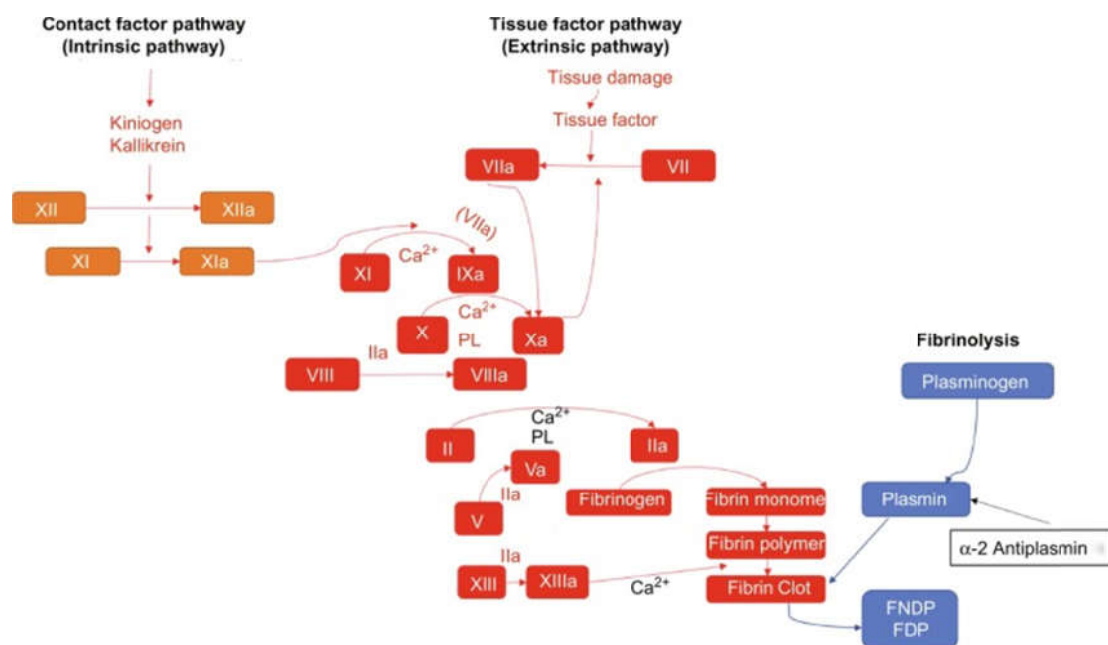 Contact factor pathway
(Intrinsic pathway)
Tissue factor pathway
(Extrinsic pathway)
Tissue damage
Kiniogen
Kallikrein
Tissue factor
VIIa
VII
XII
XIIa
(VIIa)
XI
XIa
Ca²⁺
XI
IXa
Ca²⁺
X
PL
Xa
IIa
VIII
VIIIa
Fibrinolysis
Plasminogen
Ca²⁺
PL
II
IIa
Va
IIa
V
Fibrinogen
Fibrin monome
Plasmin
Fibrin polymer
α-2 Antiplasmin
IIa
XIII
XIIIa
Ca²⁺
Fibrin Clot
FNDP
FDP